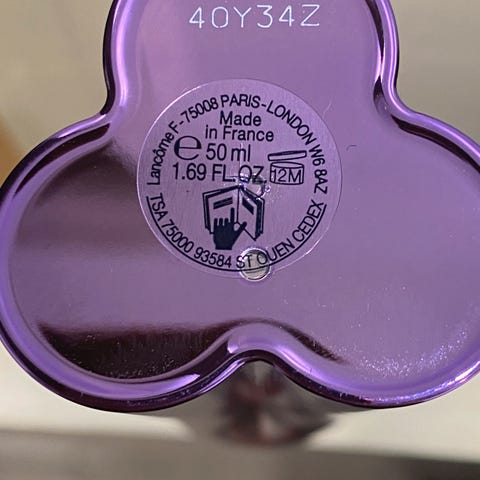 40Y34Z
Lancôme F-75008 PARIS-LONDON W6 8AZ
Made
in France
e 50 ml
1.69 FL.OZ. 12M
TSA 75000 93584 ST OUEN CEDEX